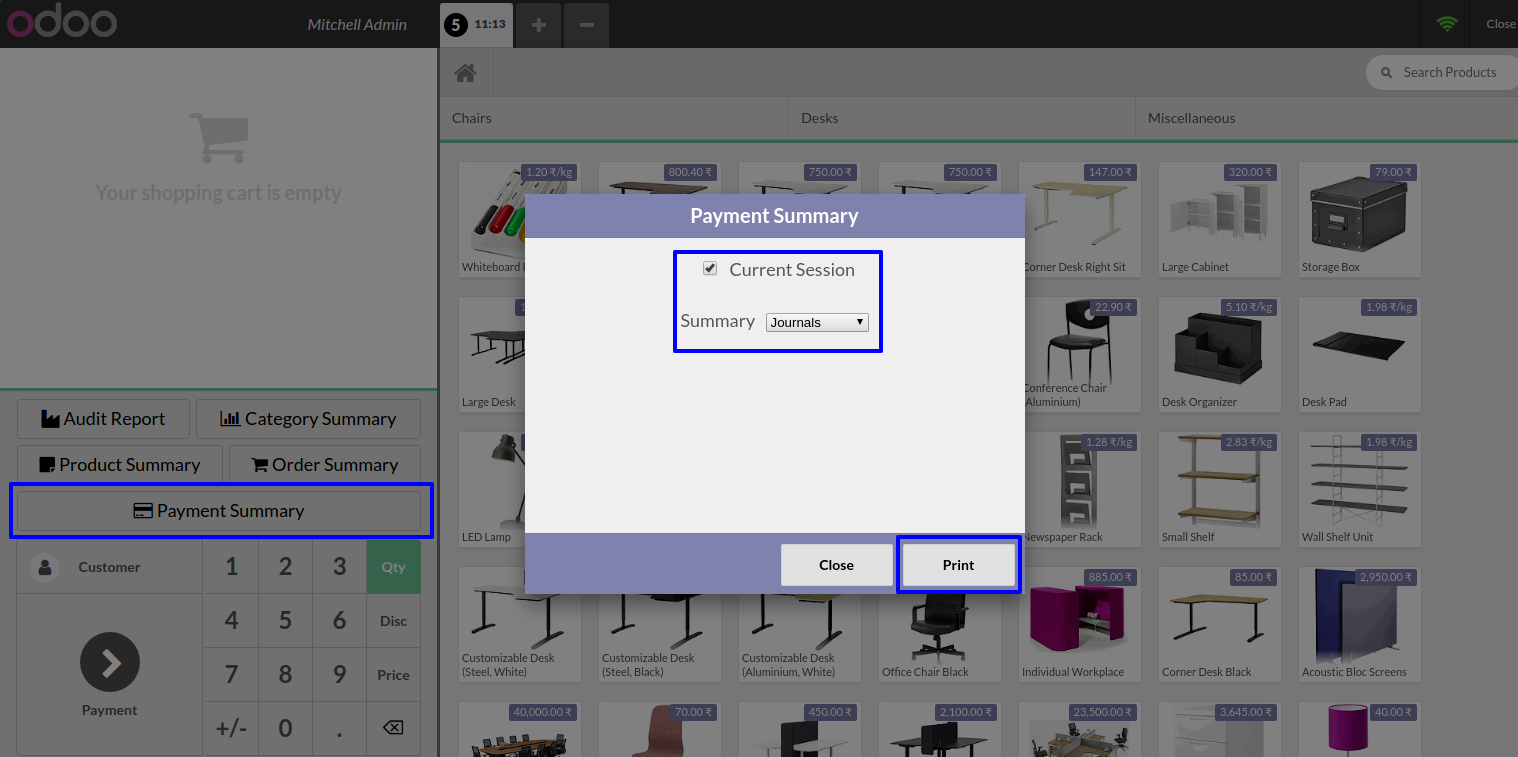 odoo
Mitchell Admin
5 11:13
+
−
Close
Search Products
Chairs
Desks
Miscellaneous
Your shopping cart is empty
1.20 ₹/kg
800.40 ₹
750.00 ₹
750.00 ₹
147.00 ₹
320.00 ₹
79.00 ₹
Whiteboard
Corner Desk Right Sit
Large Cabinet
Storage Box
Payment Summary
Current Session
Summary Journals
Close
Print
22.90 ₹
5.10 ₹/kg
1.98 ₹/kg
Large Desk
Conference Chair
(Aluminium)
Desk Organizer
Desk Pad
1.28 ₹/kg
2.83 ₹/kg
1.98 ₹/kg
LED Lamp
Newspaper Rack
Small Shelf
Wall Shelf Unit
885.00 ₹
85.00 ₹
2,950.00 ₹
Customizable Desk
(Steel, White)
Customizable Desk
(Steel, Black)
Customizable Desk
(Aluminium, White)
Office Chair Black
Individual Workplace
Corner Desk Black
Acoustic Bloc Screens
40,000.00 ₹
70.00 ₹
450.00 ₹
2,100.00 ₹
23,500.00 ₹
3,645.00 ₹
40.00 ₹
Audit Report
Category Summary
Product Summary
Order Summary
Payment Summary
Customer
1 2 3 Qty
4 5 6 Disc
7 8 9 Price
+/- 0 .
Payment